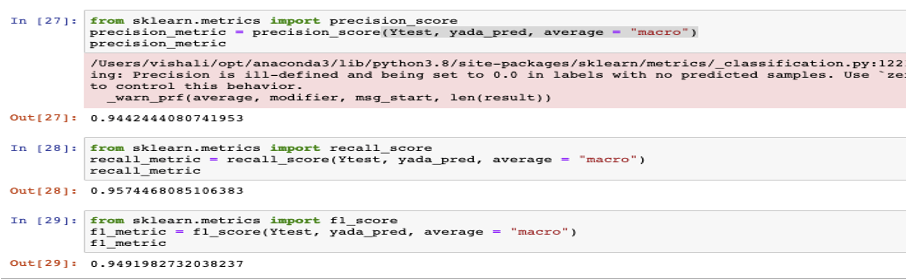 In [27]: from sklearn.metrics import precision_score
precision_metric = precision_score(Ytest, yada_pred, average = "macro")
precision_metric
/Users/vishali/opt/anaconda3/lib/python3.8/site-packages/sklearn/metrics/_classification.py:122
ing: Precision is ill-defined and being set to 0.0 in labels with no predicted samples. Use `ze
to control this behavior.
_warn_prf(average, modifier, msg_start, len(result))
Out[27]: 0.9442444080741953
In [28]: from sklearn.metrics import recall_score
recall_metric = recall_score(Ytest, yada_pred, average = "macro")
recall_metric
Out[28]: 0.9574468085106383
In [29]: from sklearn.metrics import f1_score
f1_metric = f1_score(Ytest, yada_pred, average = "macro")
f1_metric
Out[29]: 0.9491982732038237